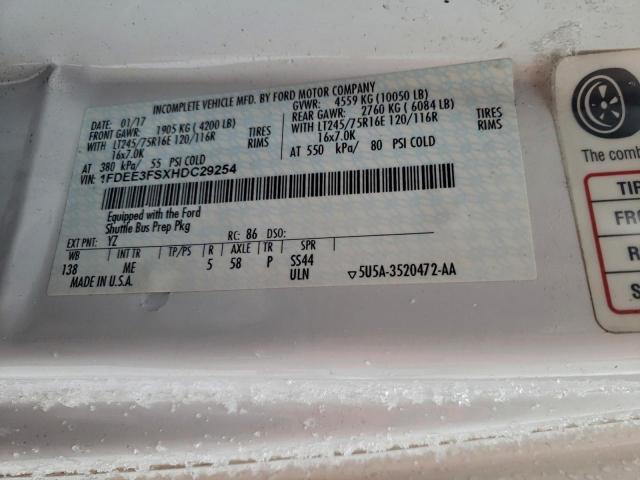 INCOMPLETE VEHICLE MFD. BY FORD MOTOR COMPANY
DATE: 01/17 GVWR: 4559 KG (10050 LB)
FRONT GAWR: 1905 KG (4200 LB) REAR GAWR: 2760 KG (6084 LB)
WITH LT245/75R16E 120/116R TIRES WITH LT245/75R16E 120/116R TIRES
16x7.0K RIMS 16x7.0K RIMS
AT 380 kPa/ 55 PSI COLD AT 550 kPa/ 80 PSI COLD
VIN: 1FDEE3FSXHDC29254
Equipped with the Ford
Shuttle Bus Prep Pkg
EXT PNT: YZ RC: 86 DSO:
WB INT TR TP/PS R AXLE TR SPR
138 ME 5 58 P SS44
ULN
MADE IN U.S.A. ▽5U5A-3520472-AA
The comb
TIR
FRO
R
S